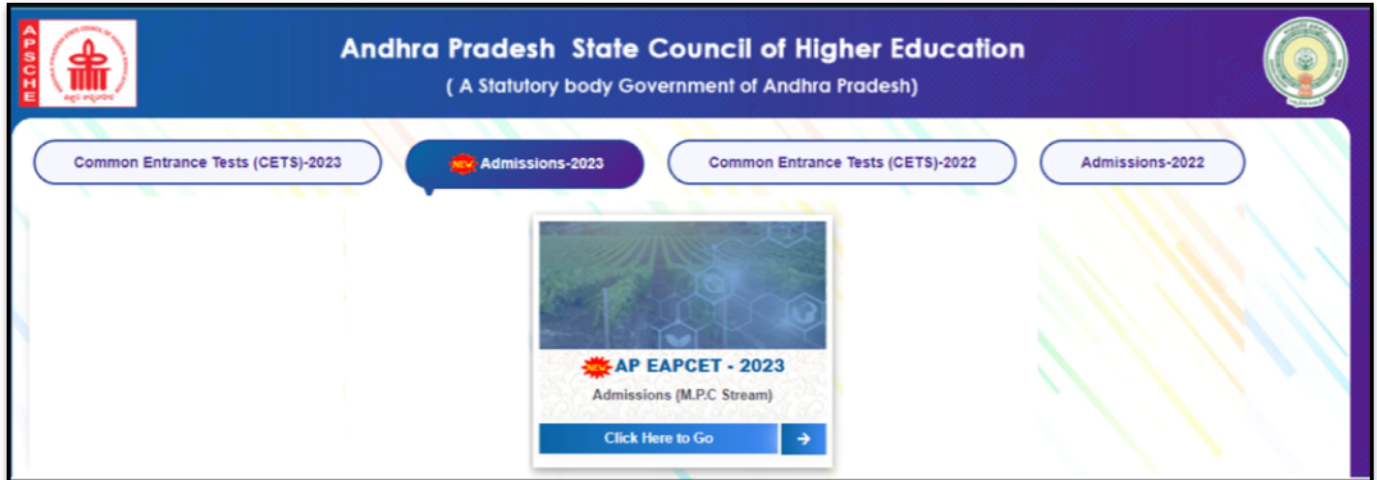 APSCHE
Andhra Pradesh State Council of Higher Education
( A Statutory body Government of Andhra Pradesh)
Common Entrance Tests (CETS)-2023
NEW Admissions-2023
Common Entrance Tests (CETS)-2022
Admissions-2022
NEW AP EAPCET - 2023
Admissions (M.P.C Stream)
Click Here to Go